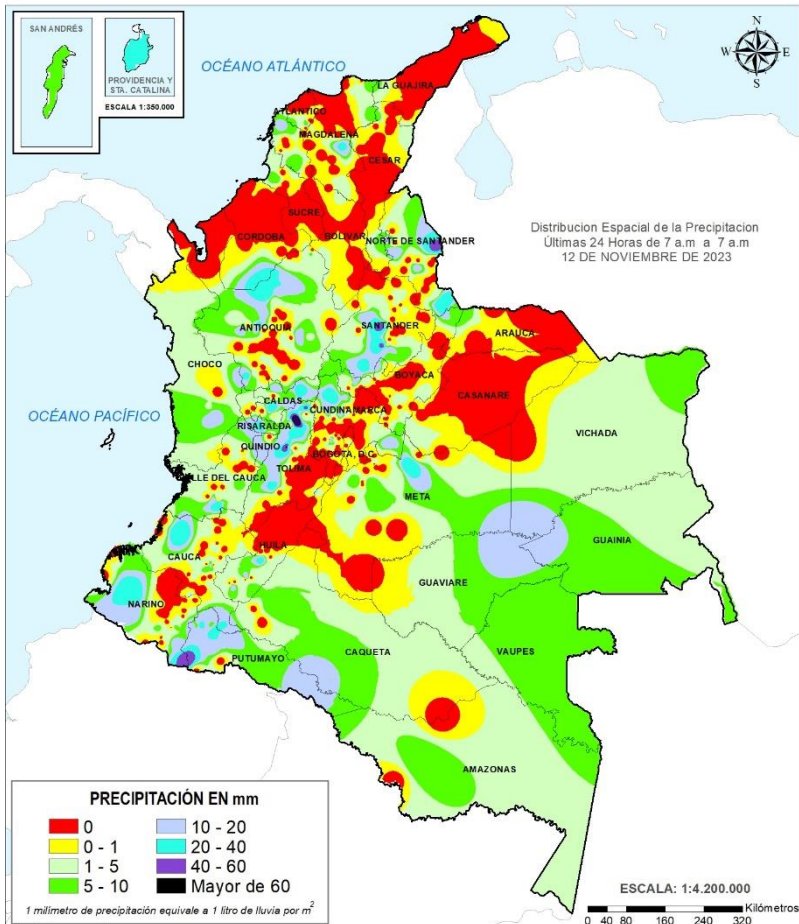 SAN ANDRÉS
PROVIDENCIA Y
STA. CATALINA
ESCALA 1:350.000
OCÉANO ATLÁNTICO
N
W
E
S
LA GUAJIRA
ATLANTICO
MAGDALENA
CESAR
SUCRE
CORDOBA
BOLIVAR
NORTE DE SANTANDER
Distribucion Espacial de la Precipitacion
Últimas 24 Horas de 7 a.m a 7 a.m
12 DE NOVIEMBRE DE 2023
ANTIOQUIA
SANTANDER
ARAUCA
CHOCO
BOYACA
CASANARE
CALDAS
CUNDINAMARCA
OCÉANO PACÍFICO
RISARALDA
VICHADA
QUINDIO
BOGOTA, D.C.
TOLIMA
VALLE DEL CAUCA
META
GUAINIA
HUILA
CAUCA
GUAVIARE
NARINO
CAQUETA
VAUPES
PUTUMAYO
AMAZONAS
PRECIPITACIÓN EN mm
0
10 - 20
0 - 1
20 - 40
1 - 5
40 - 60
5 - 10
Mayor de 60
1 milimetro de precipitación equivale a 1 litro de lluvia por m²
ESCALA: 1:4.200.000
Kilómetros
0 40 80 160 240 320